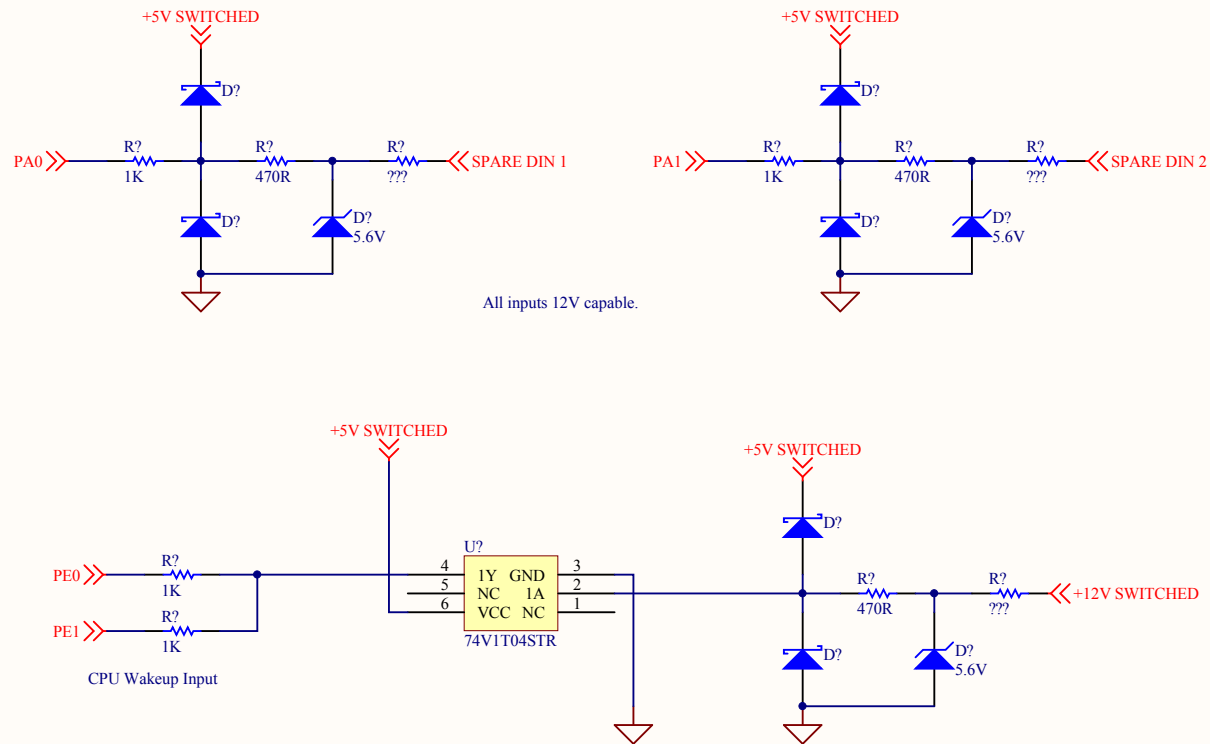 +5V SWITCHED
D?
PA0
R?
1K
R?
470R
R?
???
SPARE DIN 1
D?
D?
5.6V
+5V SWITCHED
D?
PA1
R?
1K
R?
470R
R?
???
SPARE DIN 2
D?
D?
5.6V
All inputs 12V capable.
+5V SWITCHED
PE0
R?
1K
PE1
R?
1K
CPU Wakeup Input
U?
4 1Y GND 3
5 NC 1A 2
6 VCC NC 1
74V1T04STR
+5V SWITCHED
D?
R?
470R
R?
???
+12V SWITCHED
D?
D?
5.6V